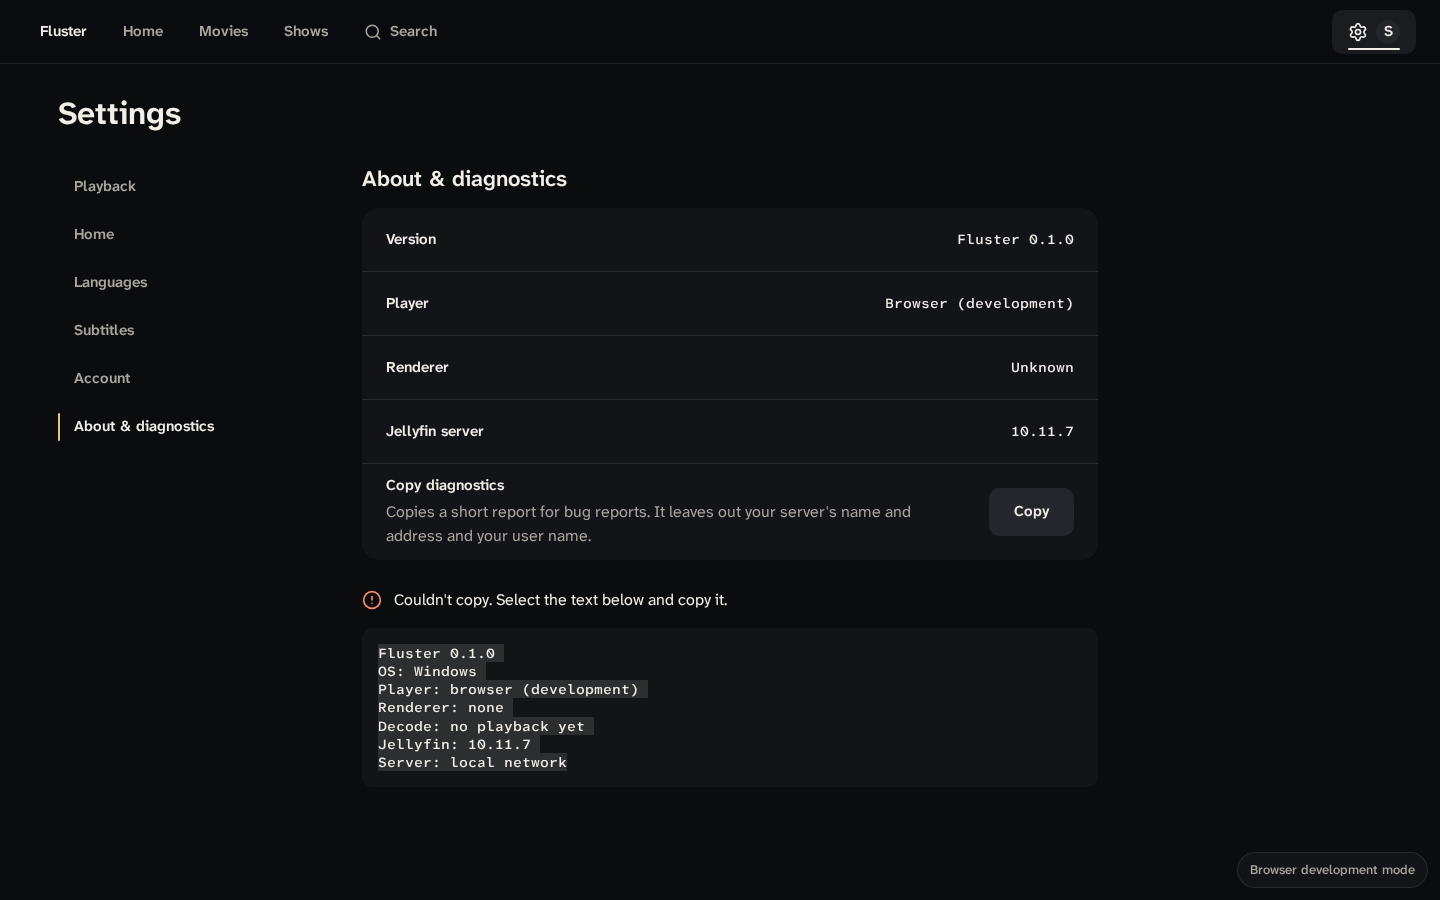 Fluster
Home
Movies
Shows
Search
S
Settings
Playback
Home
Languages
Subtitles
Account
About & diagnostics
About & diagnostics
Version
Fluster 0.1.0
Player
Browser (development)
Renderer
Unknown
Jellyfin server
10.11.7
Copy diagnostics
Copies a short report for bug reports. It leaves out your server's name and
address and your user name.
Copy
Couldn't copy. Select the text below and copy it.
Fluster 0.1.0
OS: Windows
Player: browser (development)
Renderer: none
Decode: no playback yet
Jellyfin: 10.11.7
Server: local network
Browser development mode